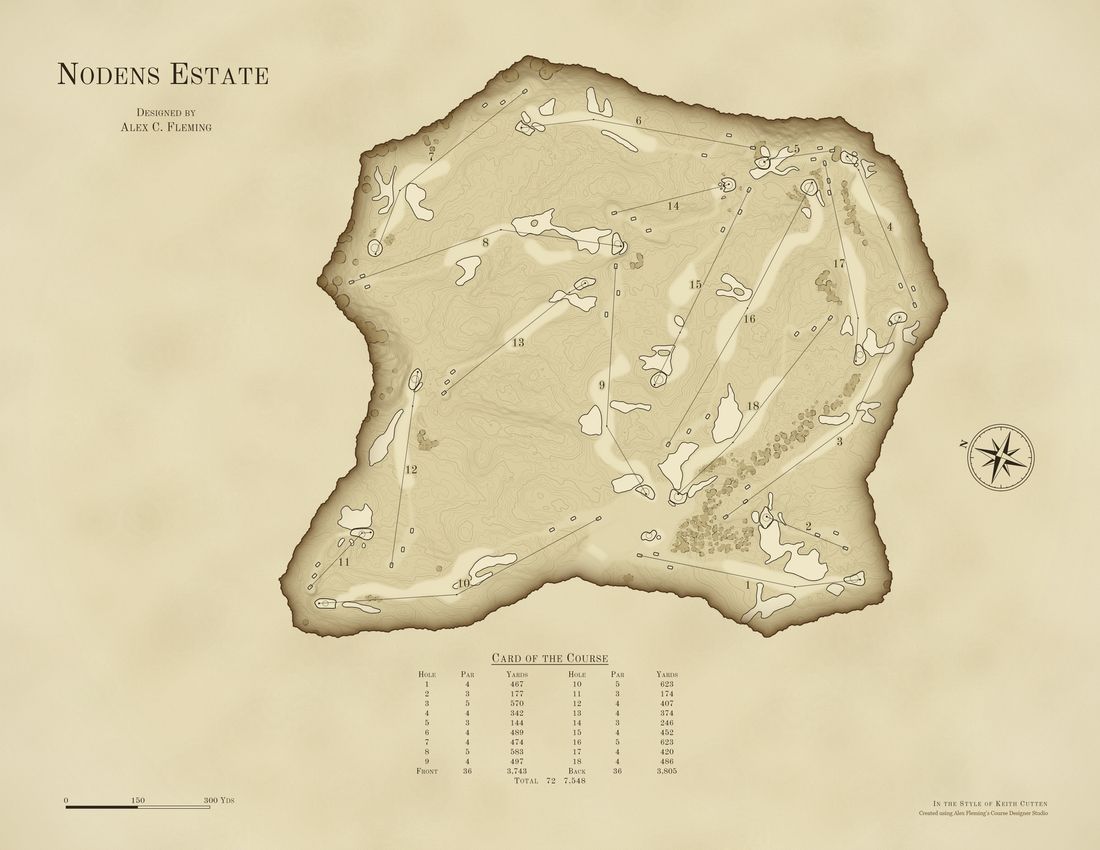 Nodens Estate
Designed by
Alex C. Fleming
6
5
7
14
4
8
17
15
16
13
9
18
3
12
2
11
10
1
N
Card of the Course
Hole Par Yards Hole Par Yards
1 4 467 10 5 623
2 3 177 11 3 174
3 5 570 12 4 407
4 4 342 13 4 374
5 3 144 14 3 246
6 4 489 15 4 452
7 4 474 16 5 623
8 5 583 17 4 420
9 4 497 18 4 486
Front 36 3,743 Back 36 3,805
Total 72 7,548
0 150 300 Yds
In the Style of Keith Cutten
Created using Alex Fleming's Course Designer Studio